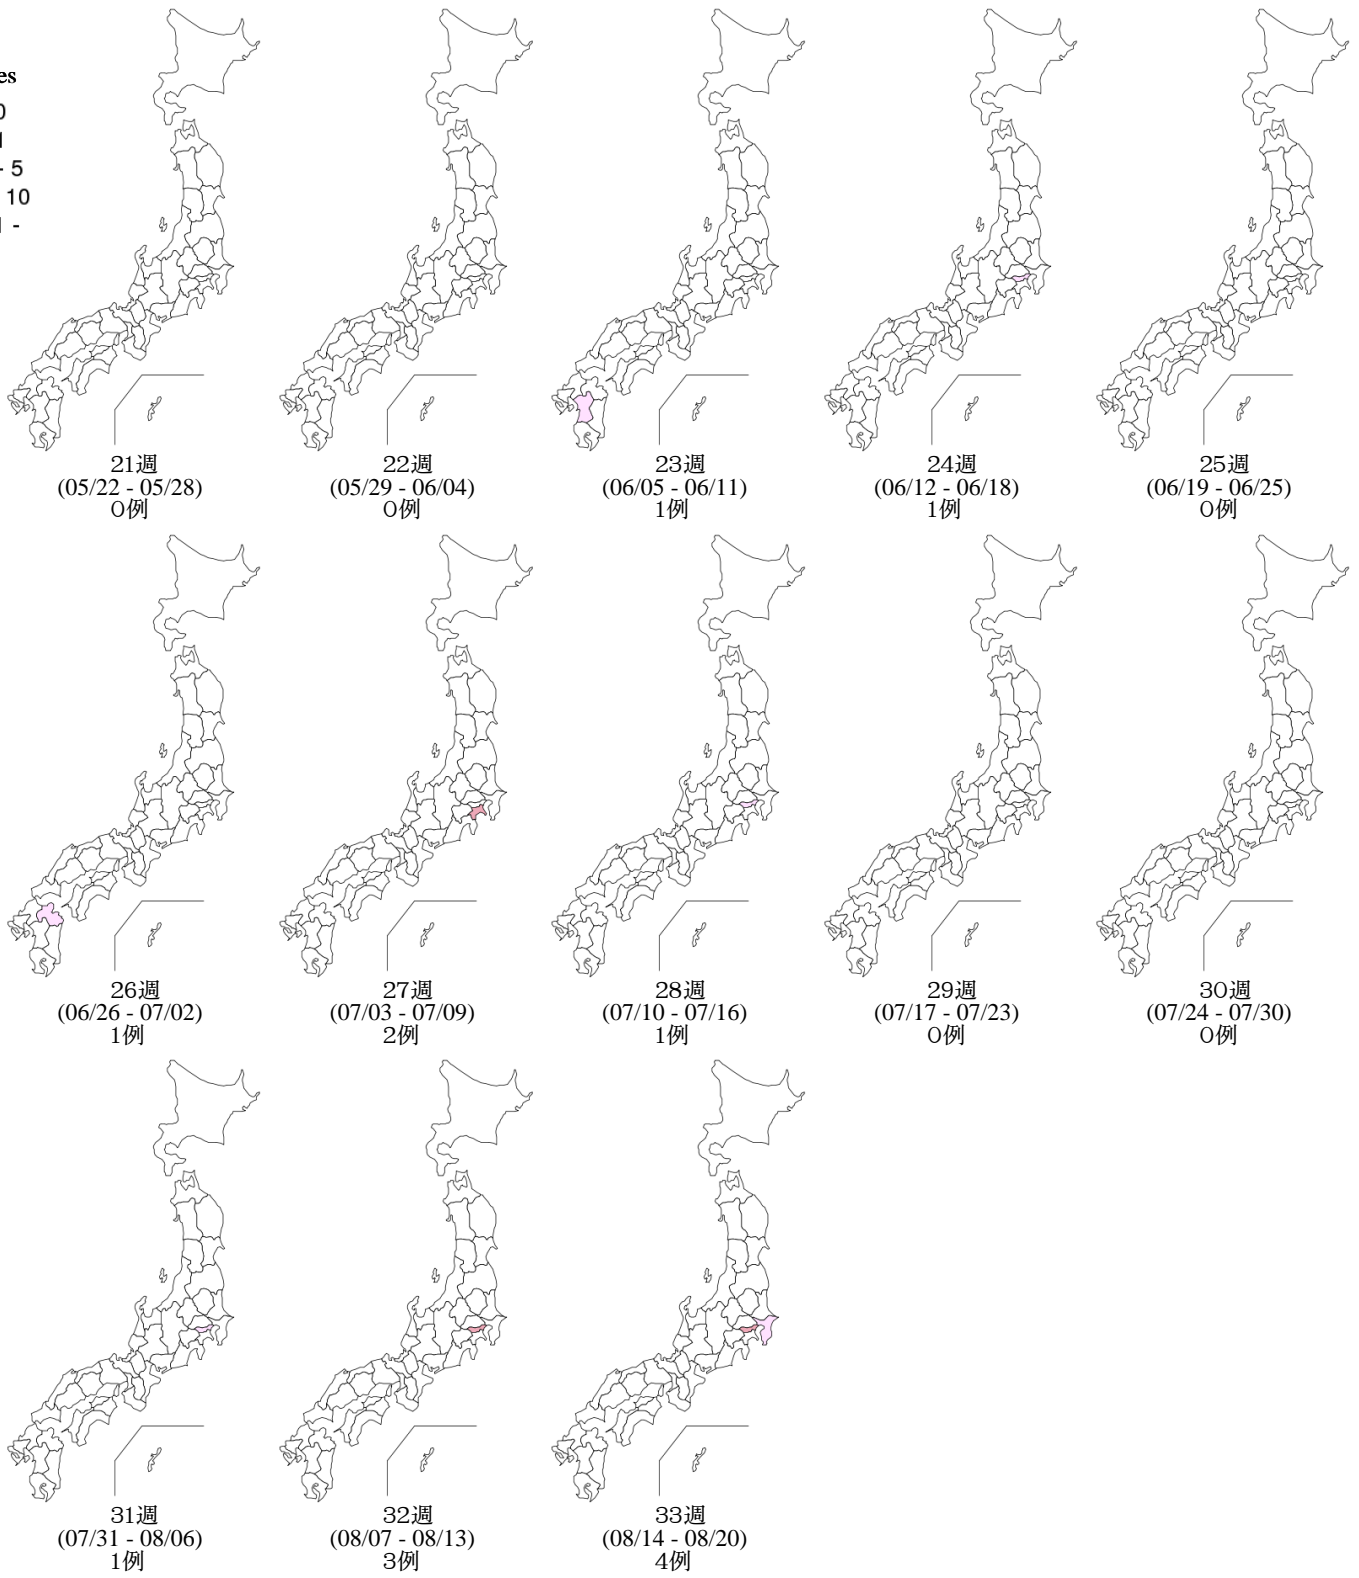 es
0
1
- 5
10
1 -
21週
(05/22 - 05/28)
0例
22週
(05/29 - 06/04)
0例
23週
(06/05 - 06/11)
1例
24週
(06/12 - 06/18)
1例
25週
(06/19 - 06/25)
0例
26週
(06/26 - 07/02)
1例
27週
(07/03 - 07/09)
2例
28週
(07/10 - 07/16)
1例
29週
(07/17 - 07/23)
0例
30週
(07/24 - 07/30)
0例
31週
(07/31 - 08/06)
1例
32週
(08/07 - 08/13)
3例
33週
(08/14 - 08/20)
4例